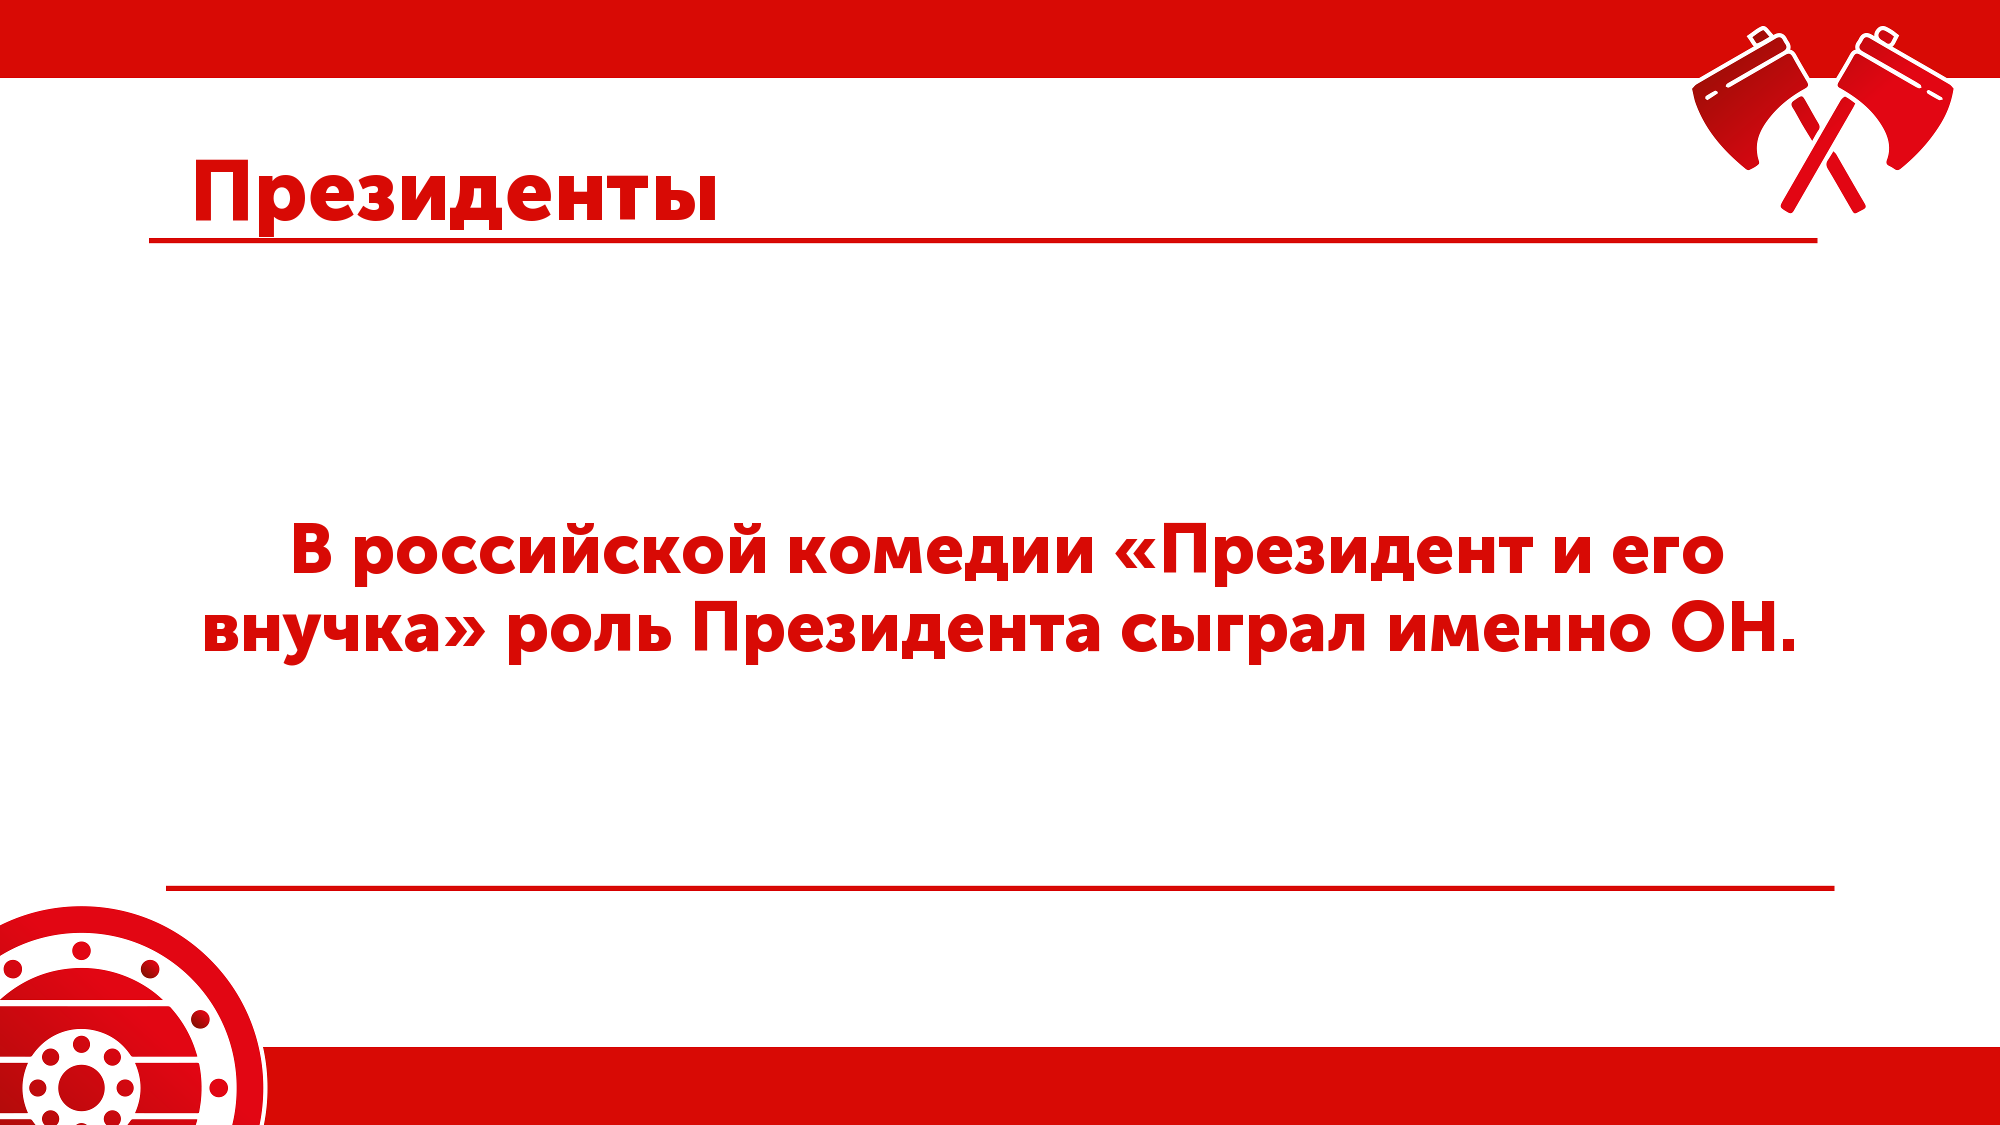 Президенты
В российской комедии «Президент и его
внучка» роль Президента сыграл именно ОН.